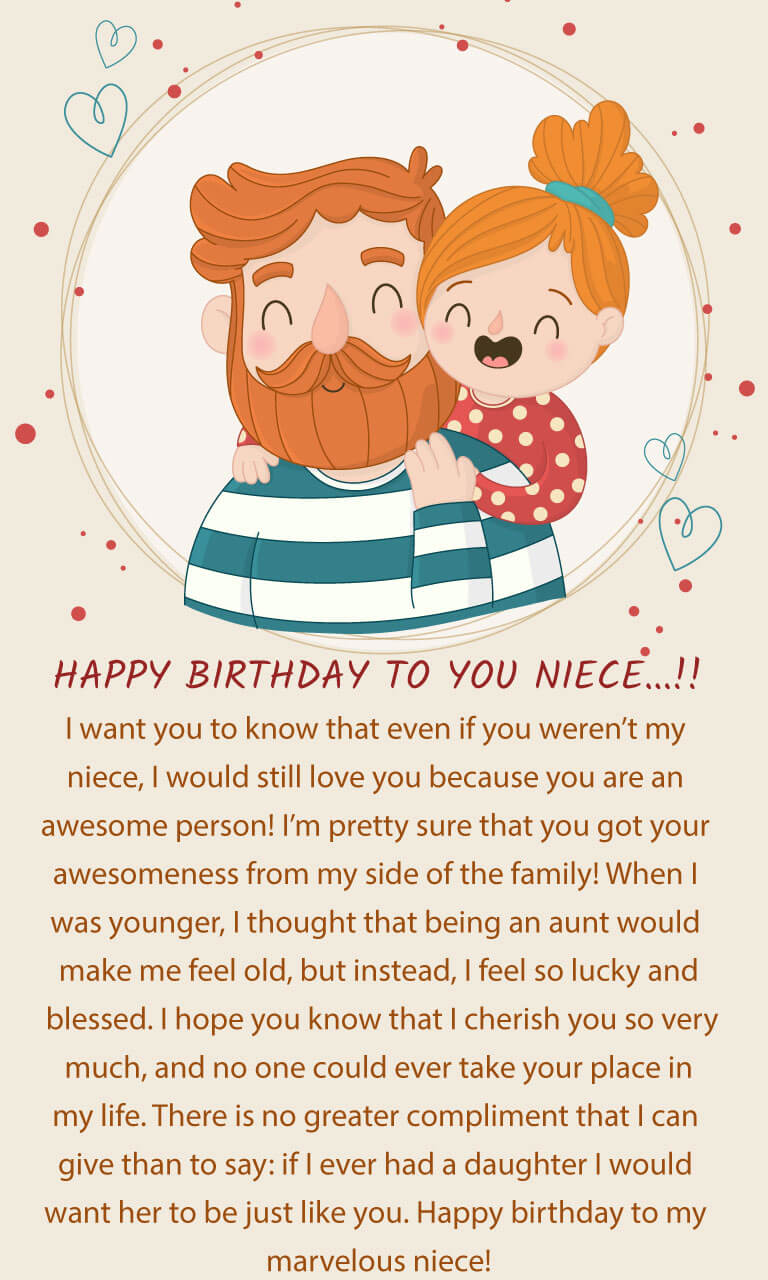 HAPPY BIRTHDAY TO YOU NIECE...!!
I want you to know that even if you weren’t my
niece, I would still love you because you are an
awesome person! I’m pretty sure that you got your
awesomeness from my side of the family! When I
was younger, I thought that being an aunt would
make me feel old, but instead, I feel so lucky and
blessed. I hope you know that I cherish you so very
much, and no one could ever take your place in
my life. There is no greater compliment that I can
give than to say: if I ever had a daughter I would
want her to be just like you. Happy birthday to my
marvelous niece!